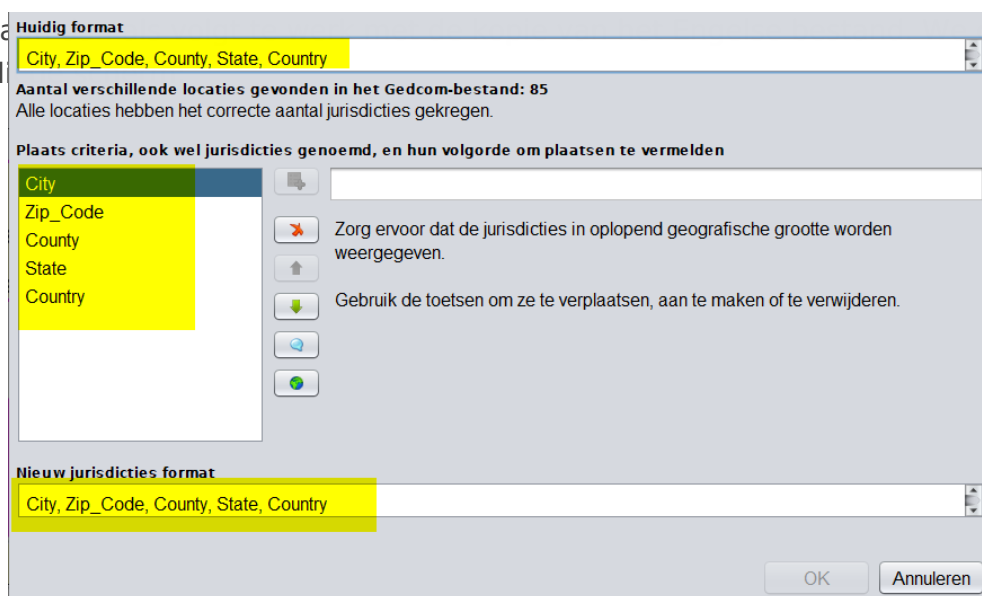 Huidig format
City, Zip_Code, County, State, Country
Aantal verschillende locaties gevonden in het Gedcom-bestand: 85
Alle locaties hebben het correcte aantal jurisdicties gekregen.
Plaats criteria, ook wel jurisdicties genoemd, en hun volgorde om plaatsen te vermelden
City
Zip_Code
County
State
Country
Zorg ervoor dat de jurisdicties in oplopend geografische grootte worden
weergegeven.
Gebruik de toetsen om ze te verplaatsen, aan te maken of te verwijderen.
Nieuw jurisdicties format
City, Zip_Code, County, State, Country
OK
Annuleren